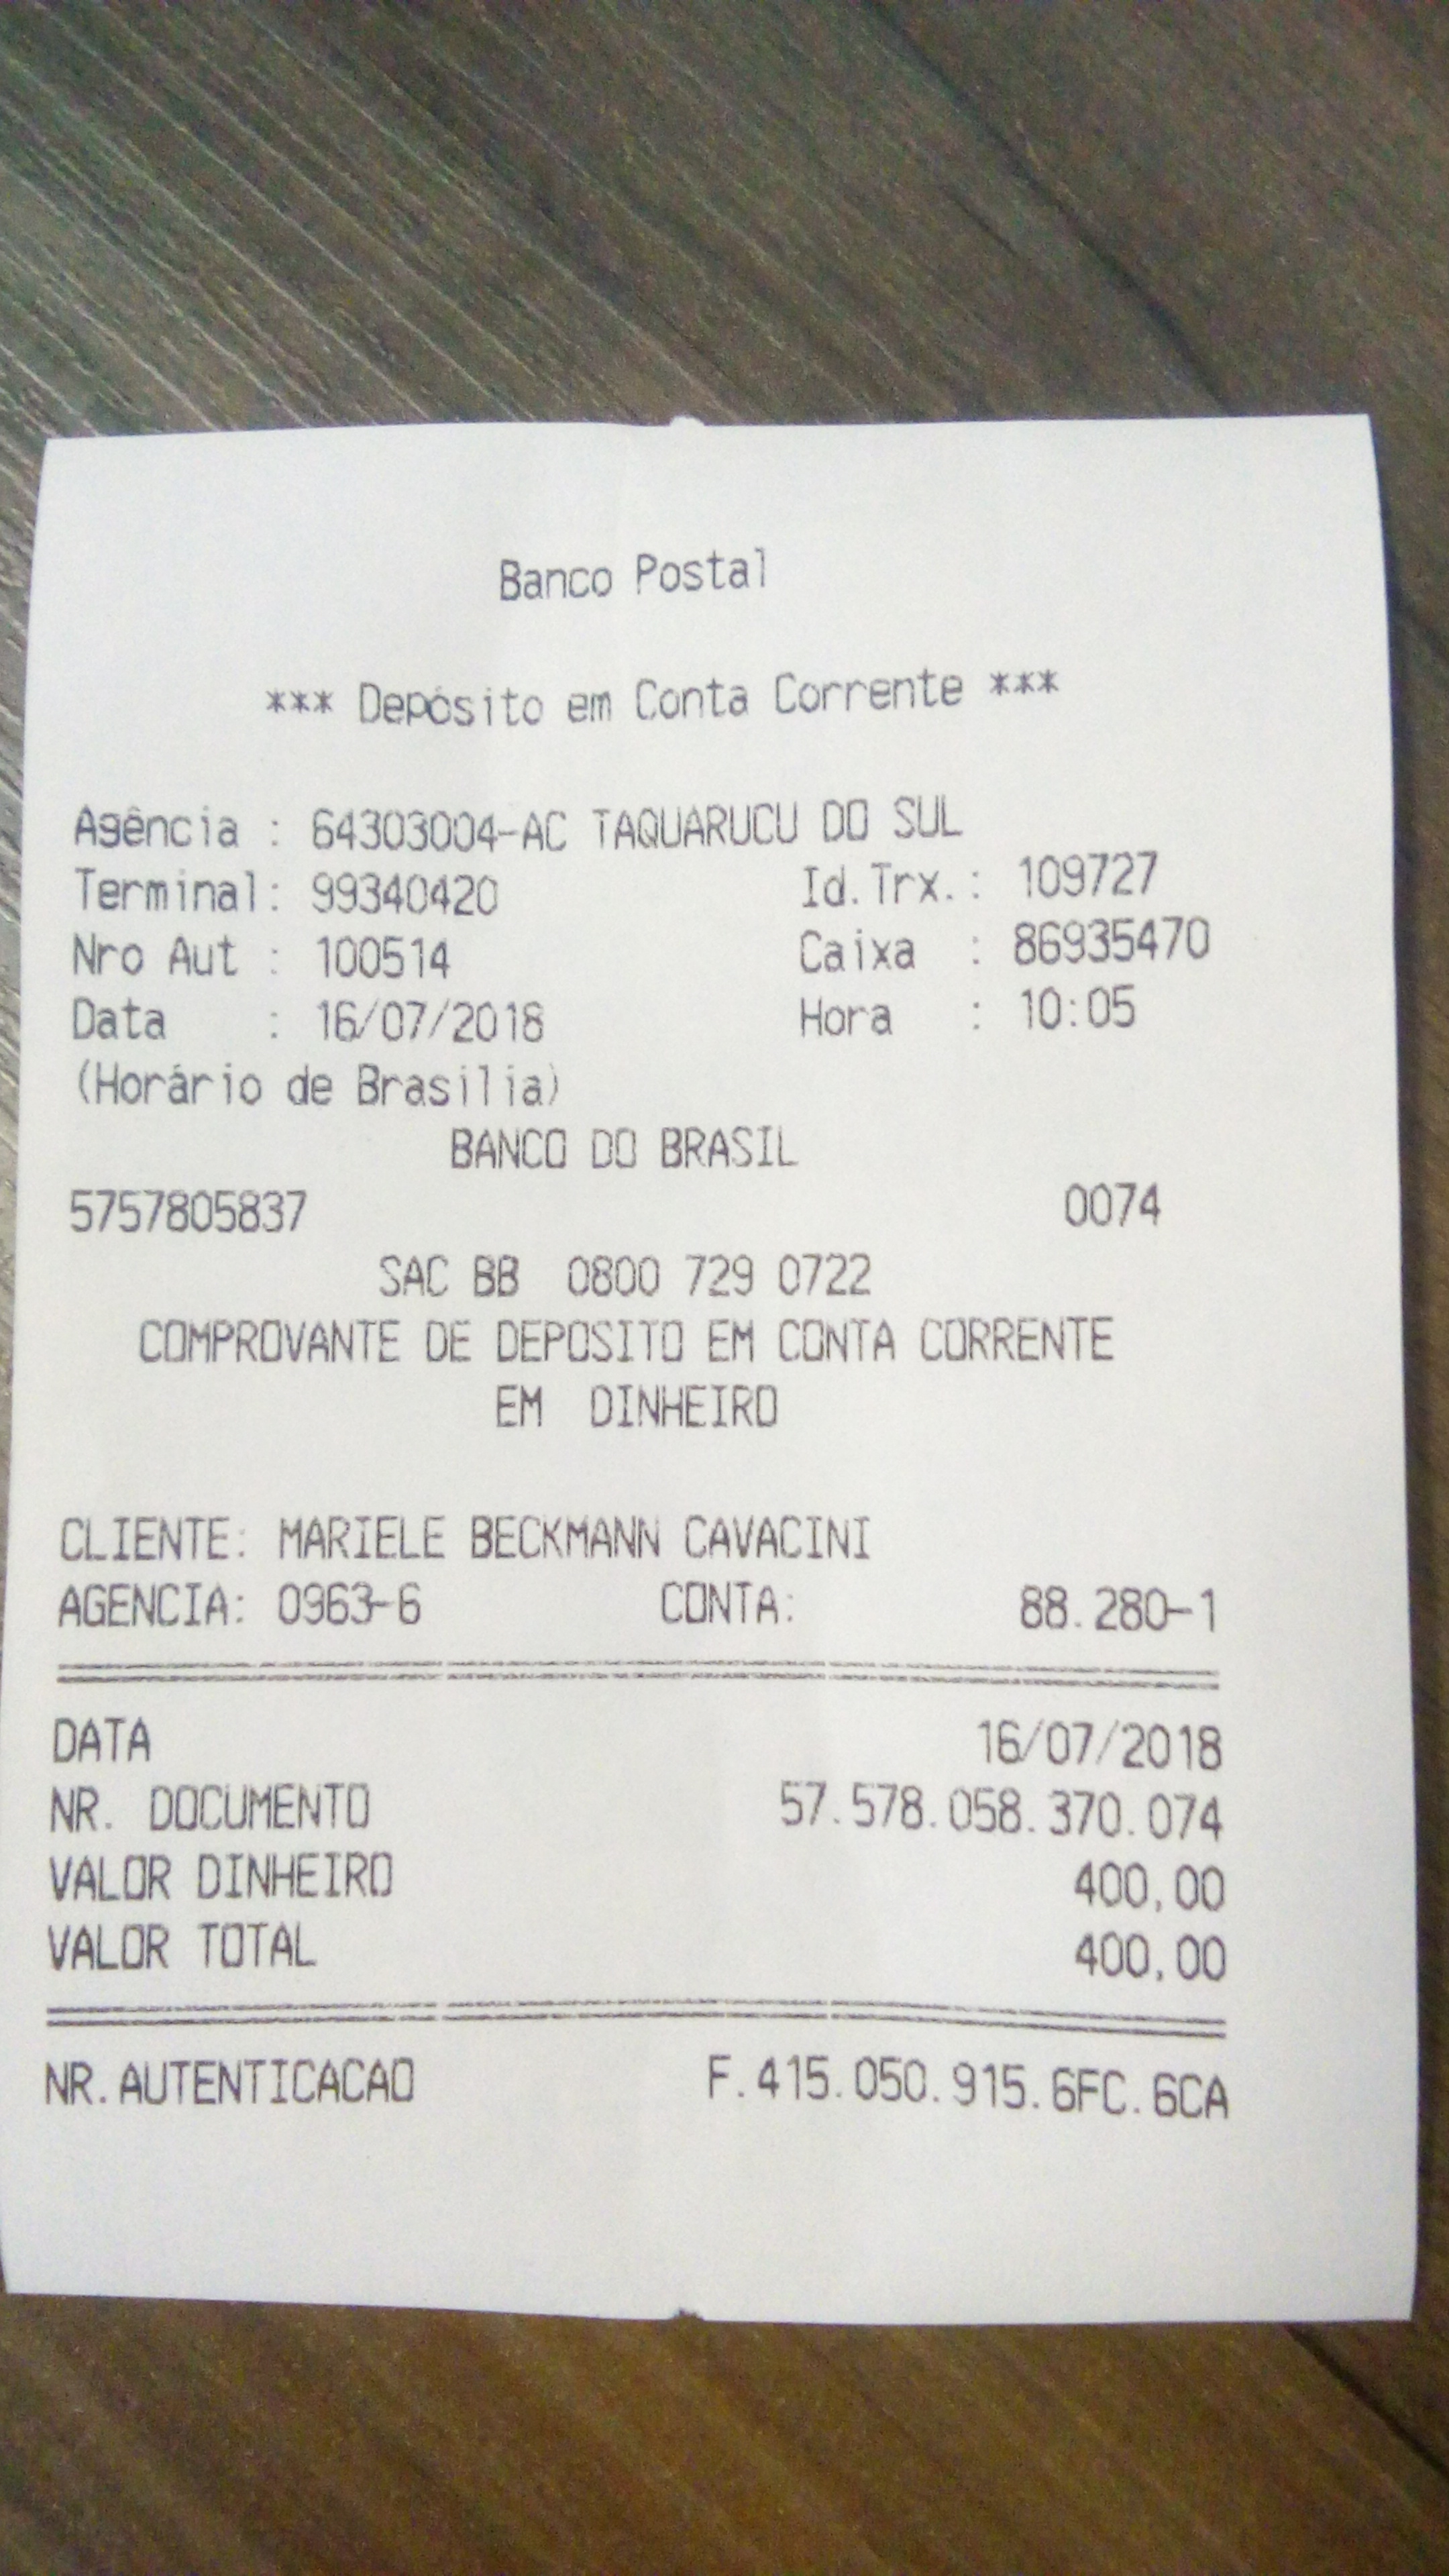 Banco Postal
*** Depósito em Conta Corrente ***
Agência : 64303004-AC TAQUARUCU DO SUL
Terminal: 99340420 Id.Trx.: 109727
Nro Aut : 100514 Caixa : 86935470
Data : 16/07/2018 Hora : 10:05
(Horário de Brasilia)
BANCO DO BRASIL
5757805837 0074
SAC BB 0800 729 0722
COMPROVANTE DE DEPOSITO EM CONTA CORRENTE
EM DINHEIRO
CLIENTE: MARIELE BECKMANN CAVACINI
AGENCIA: 0963-6 CONTA: 88.280-1
DATA 16/07/2018
NR. DOCUMENTO 57.578.058.370.074
VALOR DINHEIRO 400,00
VALOR TOTAL 400,00
NR.AUTENTICACAO F.415.050.915.6FC.6CA